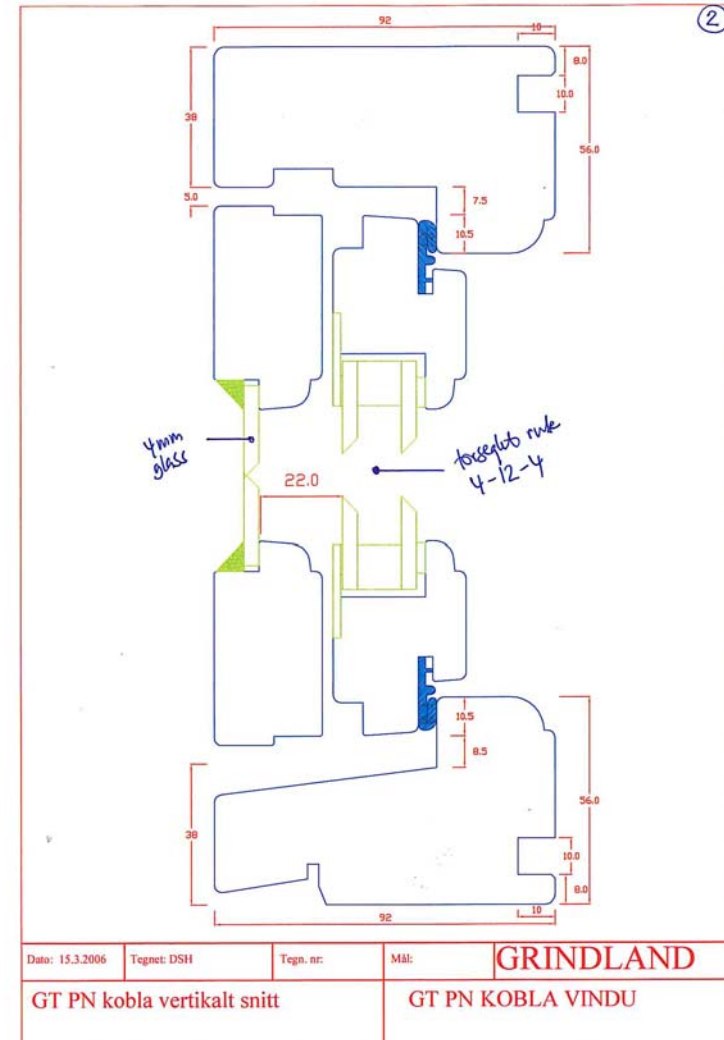 2
92
10
8.0
10.0
38
56.0
5.0
7.5
10.5
4mm
glass
22.0
forseglet rute
4-12-4
10.5
8.5
56.0
38
10.0
8.0
92
10
Dato: 15.3.2006
Tegnet: DSH
Tegn. nr:
Mål:
GRINDLAND
GT PN kobla vertikalt snitt
GT PN KOBLA VINDU